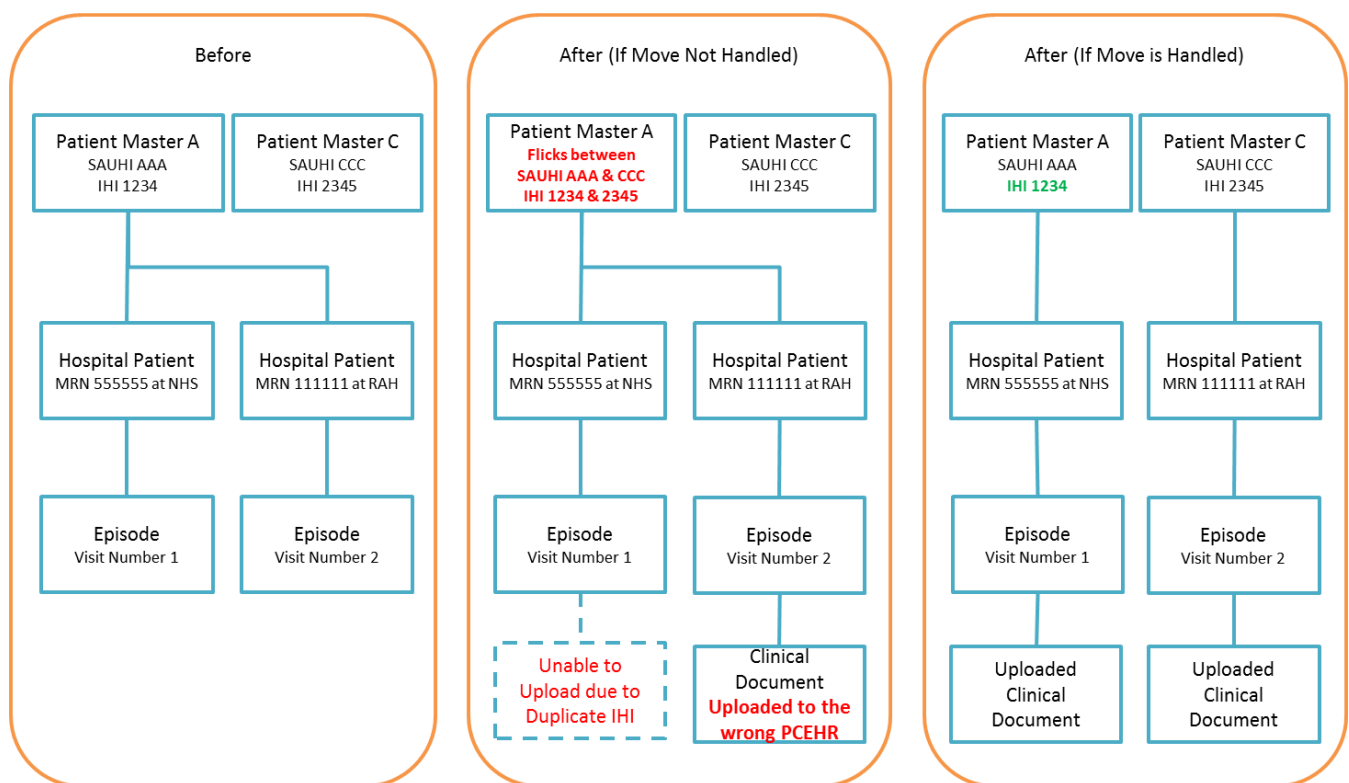 Before
Patient Master A
SAUHI AAA
IHI 1234
Patient Master C
SAUHI CCC
IHI 2345
Hospital Patient
MRN 555555 at NHS
Hospital Patient
MRN 111111 at RAH
Episode
Visit Number 1
Episode
Visit Number 2
After (If Move Not Handled)
Patient Master A
Flicks between
SAUHI AAA & CCC
IHI 1234 & 2345
Patient Master C
SAUHI CCC
IHI 2345
Hospital Patient
MRN 555555 at NHS
Hospital Patient
MRN 111111 at RAH
Episode
Visit Number 1
Episode
Visit Number 2
Unable to
Upload due to
Duplicate IHI
Clinical
Document
Uploaded to the
wrong PCEHR
After (If Move is Handled)
Patient Master A
SAUHI AAA
IHI 1234
Patient Master C
SAUHI CCC
IHI 2345
Hospital Patient
MRN 555555 at NHS
Hospital Patient
MRN 111111 at RAH
Episode
Visit Number 1
Episode
Visit Number 2
Uploaded
Clinical
Document
Uploaded
Clinical
Document